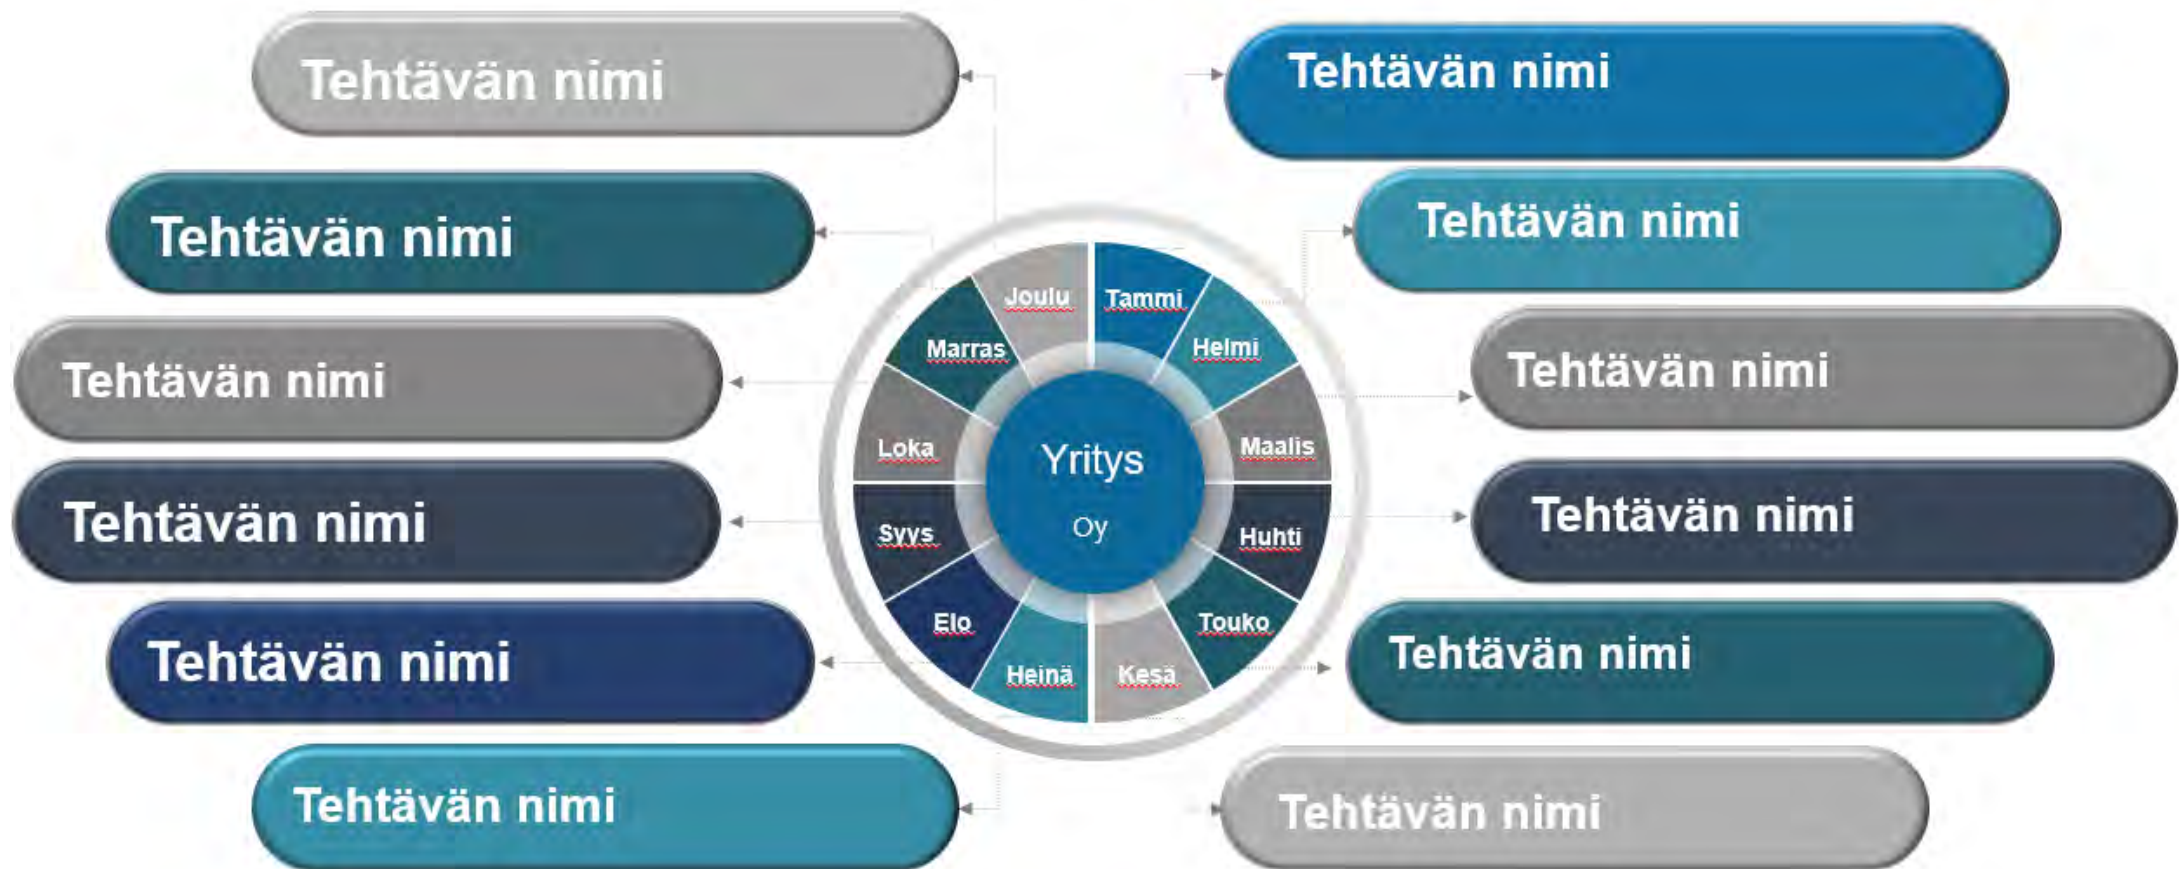 Tehtävän nimi
Tehtävän nimi
Tehtävän nimi
Tehtävän nimi
Tehtävän nimi
Tehtävän nimi
Joulu
Tammi
Marras
Helmi
Loka
Maalis
Yritys
Oy
Syys
Huhti
Elo
Touko
Heinä
Kesä
Tehtävän nimi
Tehtävän nimi
Tehtävän nimi
Tehtävän nimi
Tehtävän nimi
Tehtävän nimi